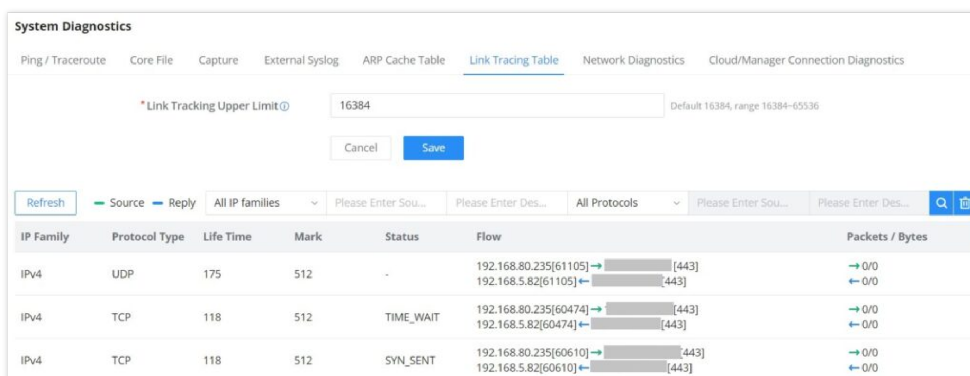 System Diagnostics
Ping / Traceroute Core File Capture External Syslog ARP Cache Table Link Tracing Table Network Diagnostics Cloud/Manager Connection Diagnostics
*Link Tracking Upper Limit 16384 Default 16384, range 16384~65536
Cancel Save
Refresh Source Reply All IP families Please Enter Sou... Please Enter Des... All Protocols Please Enter Sou... Please Enter Des...
IP Family Protocol Type Life Time Mark Status Flow Packets / Bytes
IPv4 UDP 175 512 - 192.168.80.235[61105]→ [443] →0/0
192.168.5.82[61105]← [443] ←0/0
IPv4 TCP 118 512 TIME_WAIT 192.168.80.235[60474]→ [443] →0/0
192.168.5.82[60474]← [443] ←0/0
IPv4 TCP 118 512 SYN_SENT 192.168.80.235[60610]→ [443] →0/0
192.168.5.82[60610]← [443] ←0/0